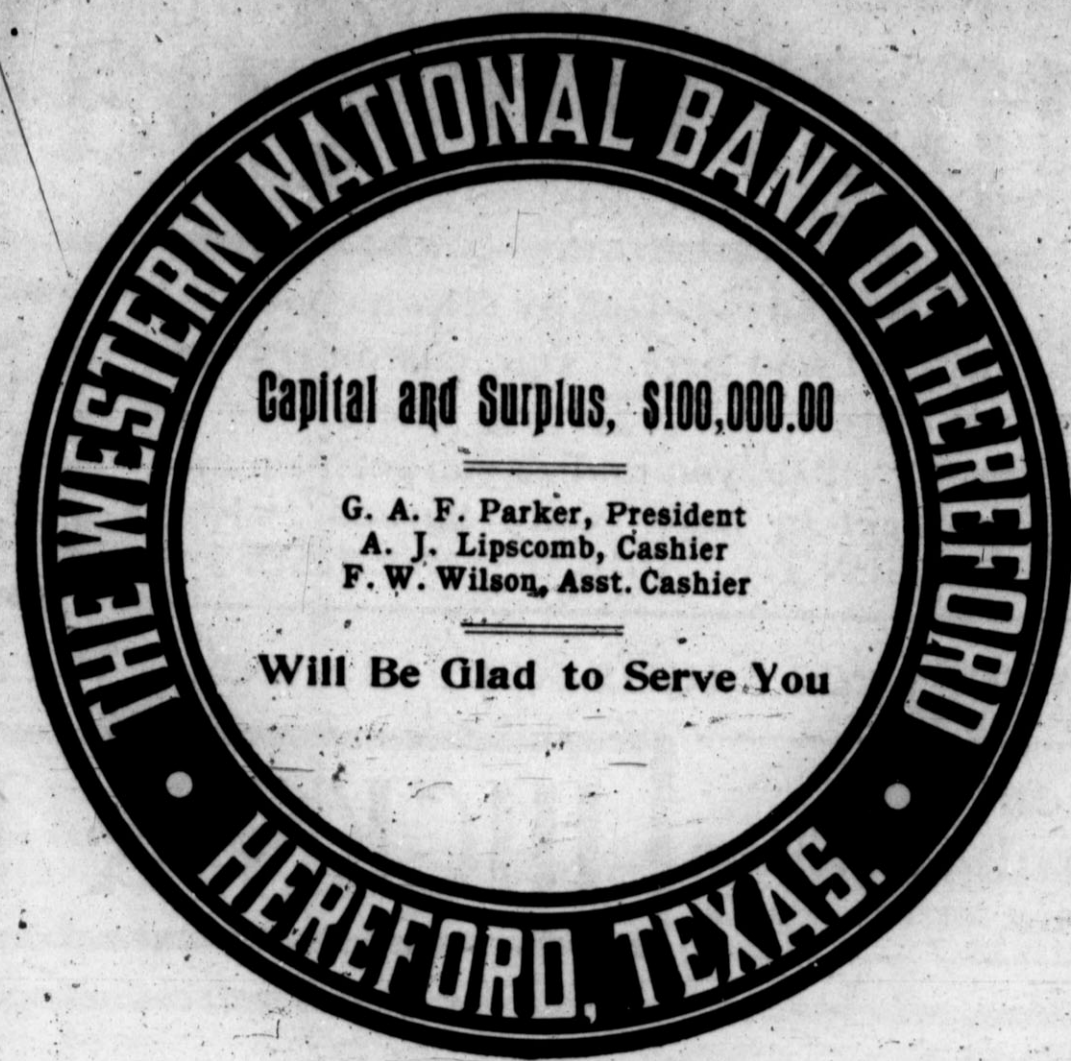 THE WESTERN NATIONAL BANK OF HEREFORD
Capital and Surplus, $100,000.00
G. A. F. Parker, President
A. J. Lipscomb, Cashier
F. W. Wilson, Asst. Cashier
Will Be Glad to Serve You
HEREFORD, TEXAS.